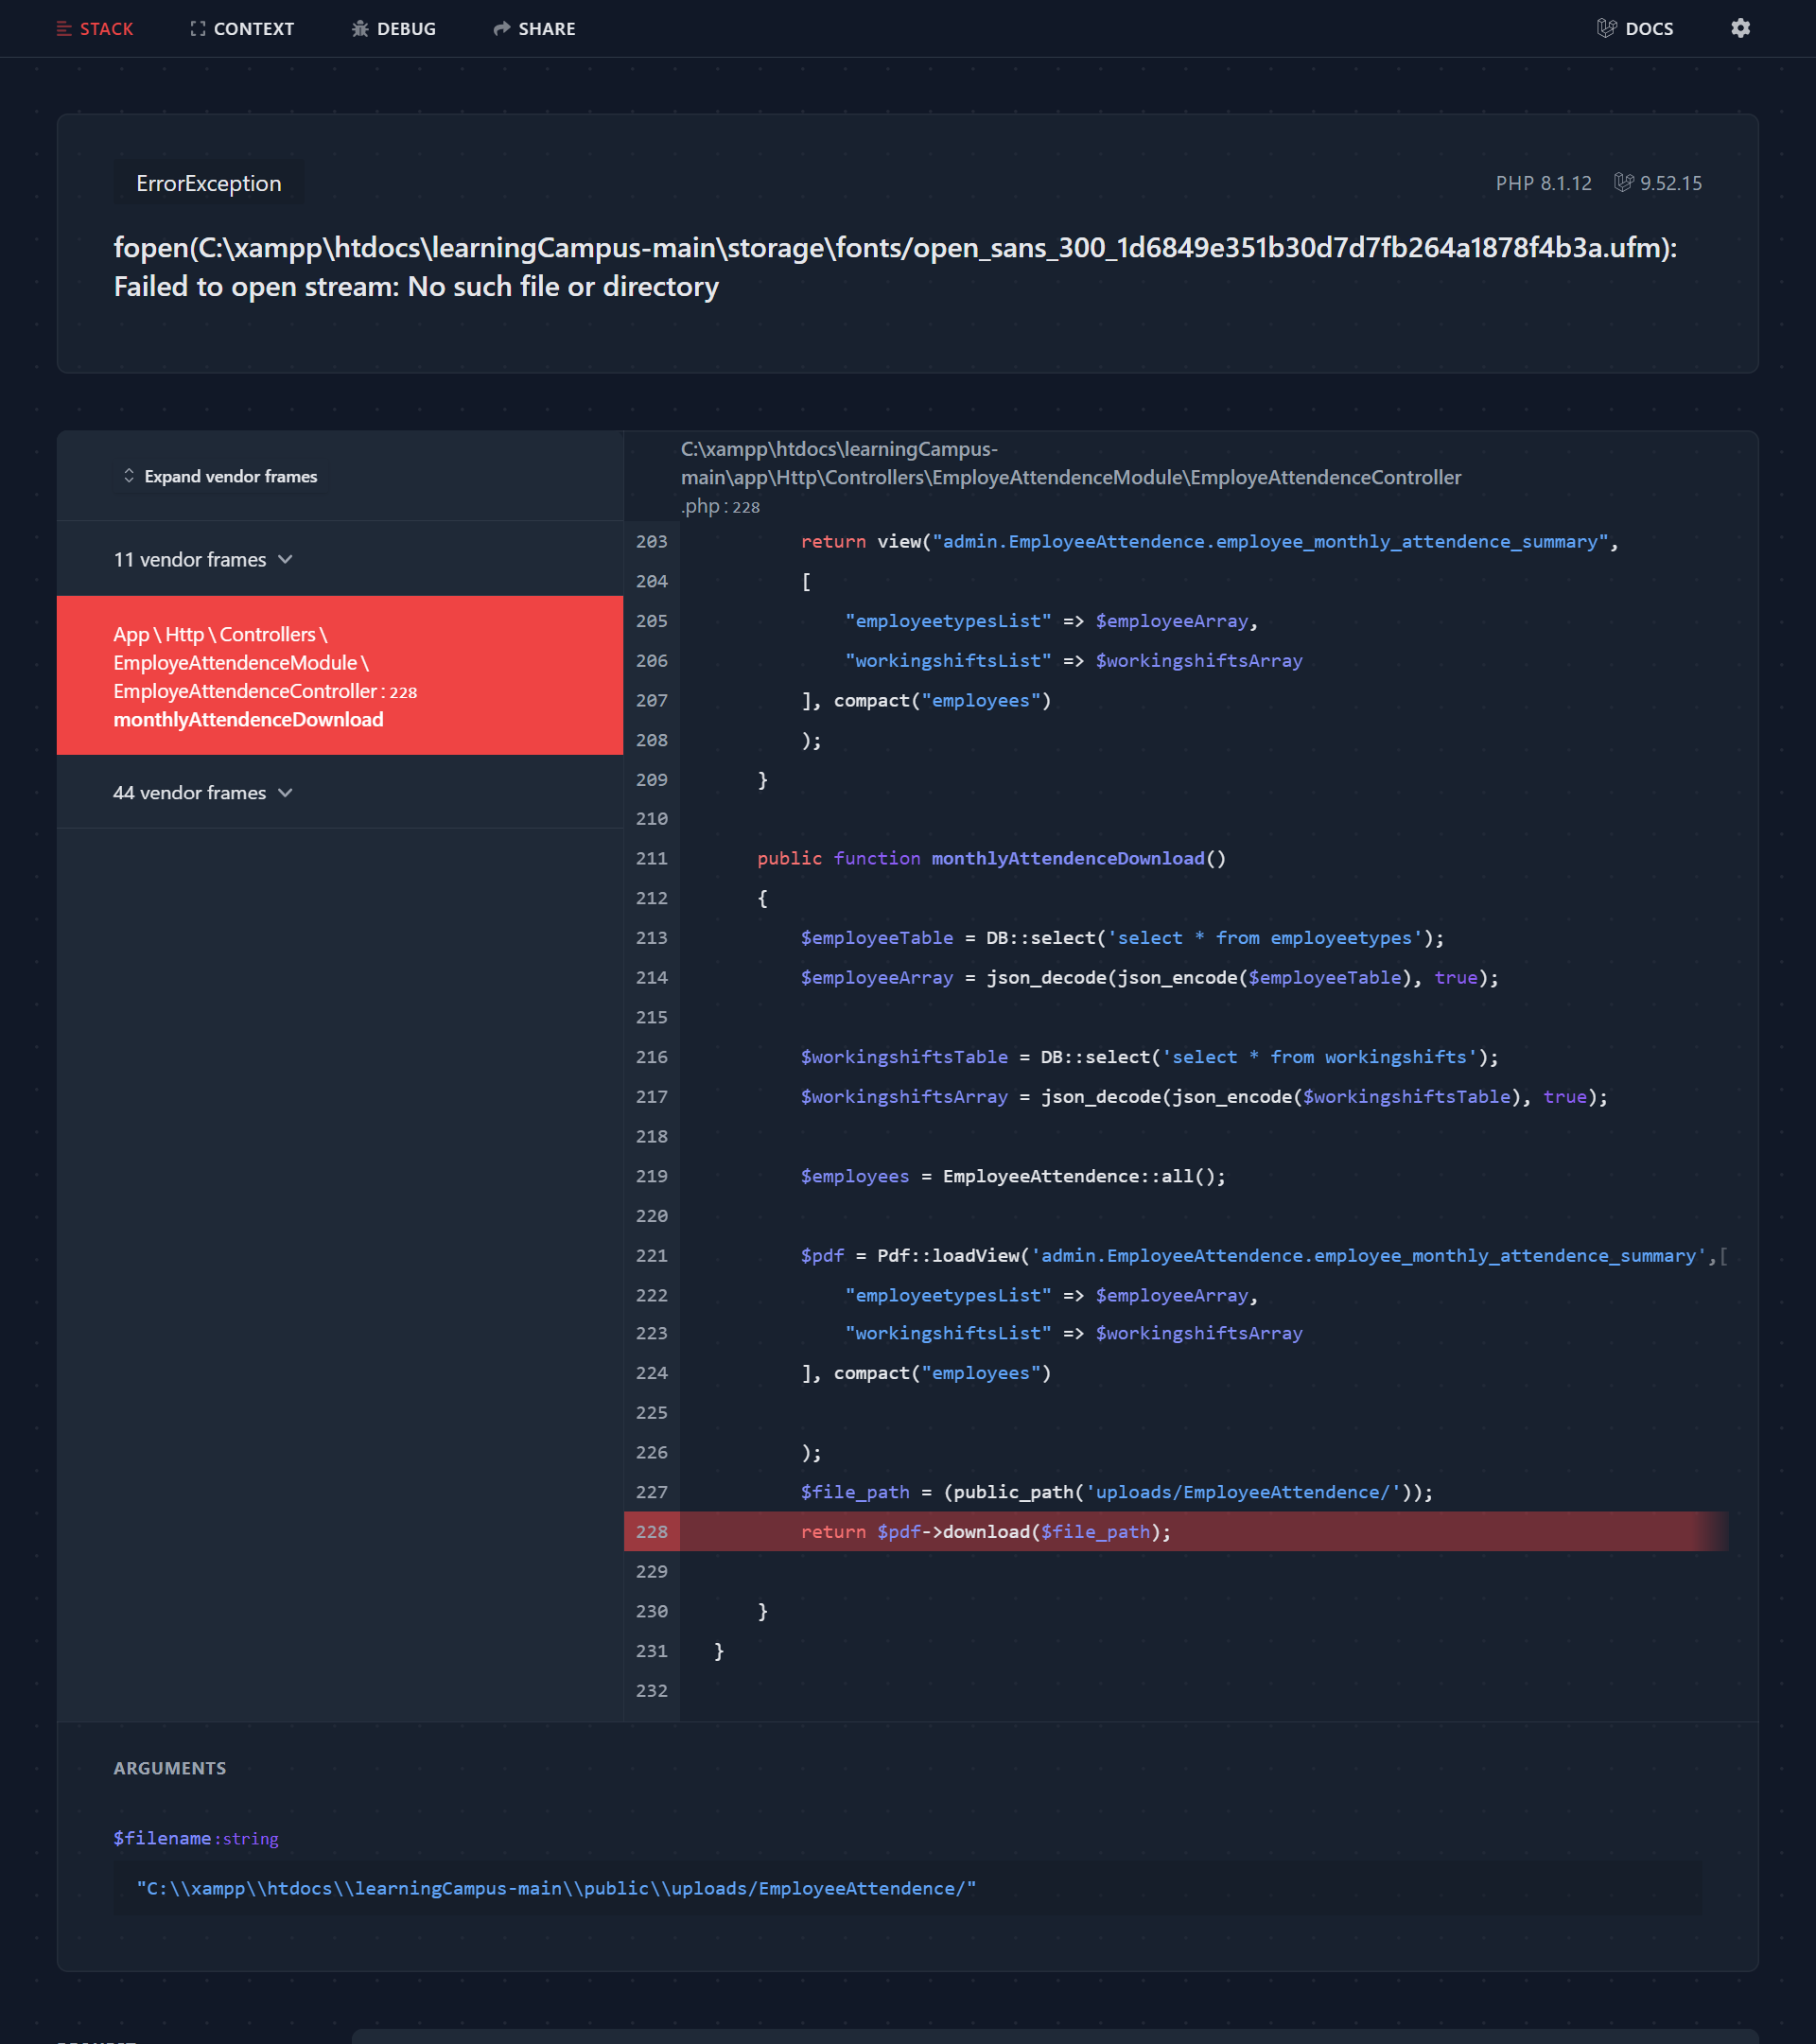 STACK CONTEXT DEBUG SHARE DOCS
ErrorException PHP 8.1.12 9.52.15
fopen(C:\xampp\htdocs\learningCampus-main\storage\fonts/open_sans_300_1d6849e351b30d7d7fb264a1878f4b3a.ufm):
Failed to open stream: No such file or directory
Expand vendor frames
11 vendor frames
App\Http\Controllers\
EmployeAttendenceModule\
EmployeAttendenceController:228
monthlyAttendenceDownload
44 vendor frames
C:\xampp\htdocs\learningCampus-
main\app\Http\Controllers\EmployeAttendenceModule\EmployeAttendenceController
.php:228
203 return view("admin.EmployeeAttendence.employee_monthly_attendence_summary",
204 [
205 "employeetypesList" => $employeeArray,
206 "workingshiftsList" => $workingshiftsArray
207 ], compact("employees")
208 );
209 }
210
211 public function monthlyAttendenceDownload()
212 {
213 $employeeTable = DB::select('select * from employeetypes');
214 $employeeArray = json_decode(json_encode($employeeTable), true);
215
216 $workingshiftsTable = DB::select('select * from workingshifts');
217 $workingshiftsArray = json_decode(json_encode($workingshiftsTable), true);
218
219 $employees = EmployeeAttendence::all();
220
221 $pdf = Pdf::loadView('admin.EmployeeAttendence.employee_monthly_attendence_summary',[
222 "employeetypesList" => $employeeArray,
223 "workingshiftsList" => $workingshiftsArray
224 ], compact("employees")
225
226 );
227 $file_path = (public_path('uploads/EmployeeAttendence/'));
228 return $pdf->download($file_path);
229
230 }
231 }
232
ARGUMENTS
$filename:string
"C:\\xampp\\htdocs\\learningCampus-main\\public\\uploads/EmployeeAttendence/"